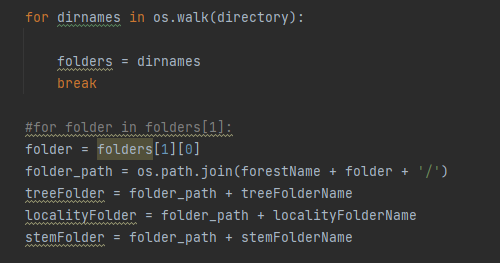 for dirnames in os.walk(directory):
folders = dirnames
break
#for folder in folders[1]:
folder = folders[1][0]
folder_path = os.path.join(forestName + folder + '/')
treeFolder = folder_path + treeFolderName
localityFolder = folder_path + localityFolderName
stemFolder = folder_path + stemFolderName